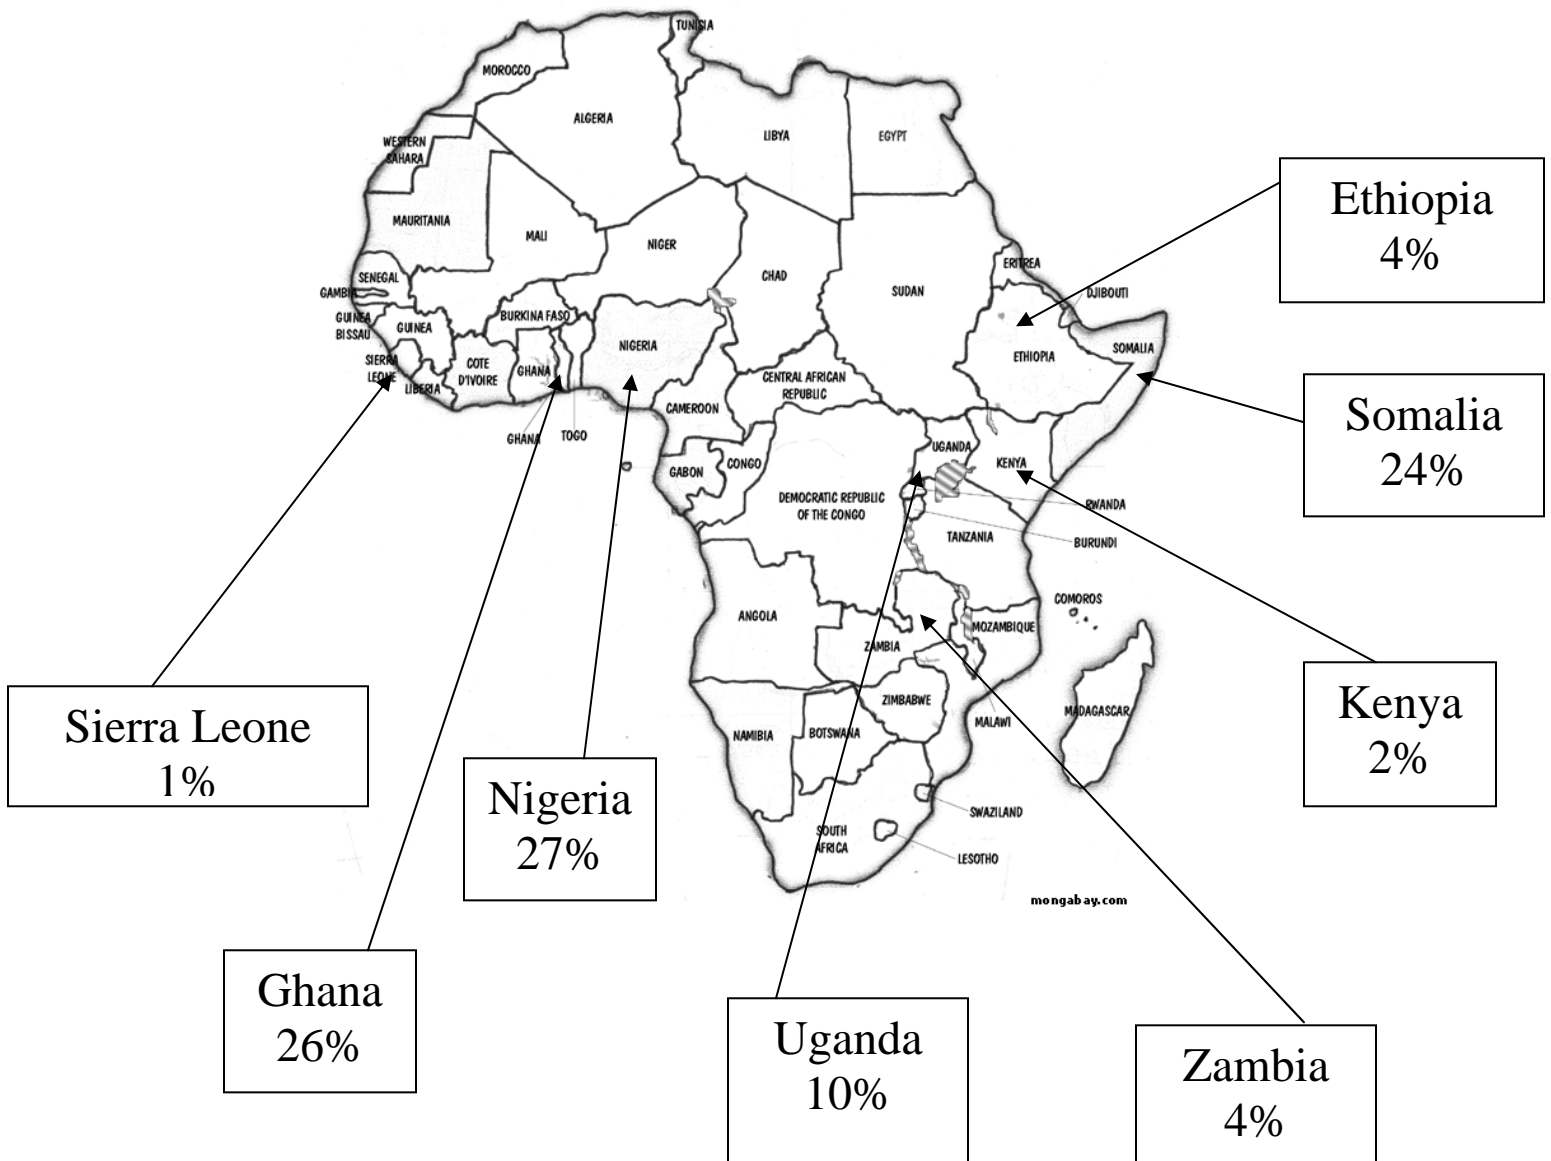 TUNISIA
MOROCCO
ALGERIA
LIBYA
EGYPT
WESTERN
SAHARA
MAURITANIA
MALI
NIGER
CHAD
SUDAN
ERITREA
DJIBOUTI
SENEGAL
GAMBIA
GUINEA
BISSAU
GUINEA
BURKINA FASO
NIGERIA
ETHIOPIA
SOMALIA
SIERRA
LEONE
LIBERIA
COTE
D'IVOIRE
GHANA
CENTRAL AFRICAN
REPUBLIC
CAMEROON
GHANA
TOGO
UGANDA
KENYA
GABON
CONGO
DEMOCRATIC REPUBLIC
OF THE CONGO
RWANDA
TANZANIA
BURUNDI
ANGOLA
COMOROS
MOZAMBIQUE
ZAMBIA
ZIMBABWE
MALAWI
MADAGASCAR
NAMIBIA
BOTSWANA
SWAZILAND
SOUTH
AFRICA
LESOTHO
mongabay.com
Ethiopia
4%
Somalia
24%
Kenya
2%
Sierra Leone
1%
Nigeria
27%
Ghana
26%
Uganda
10%
Zambia
4%